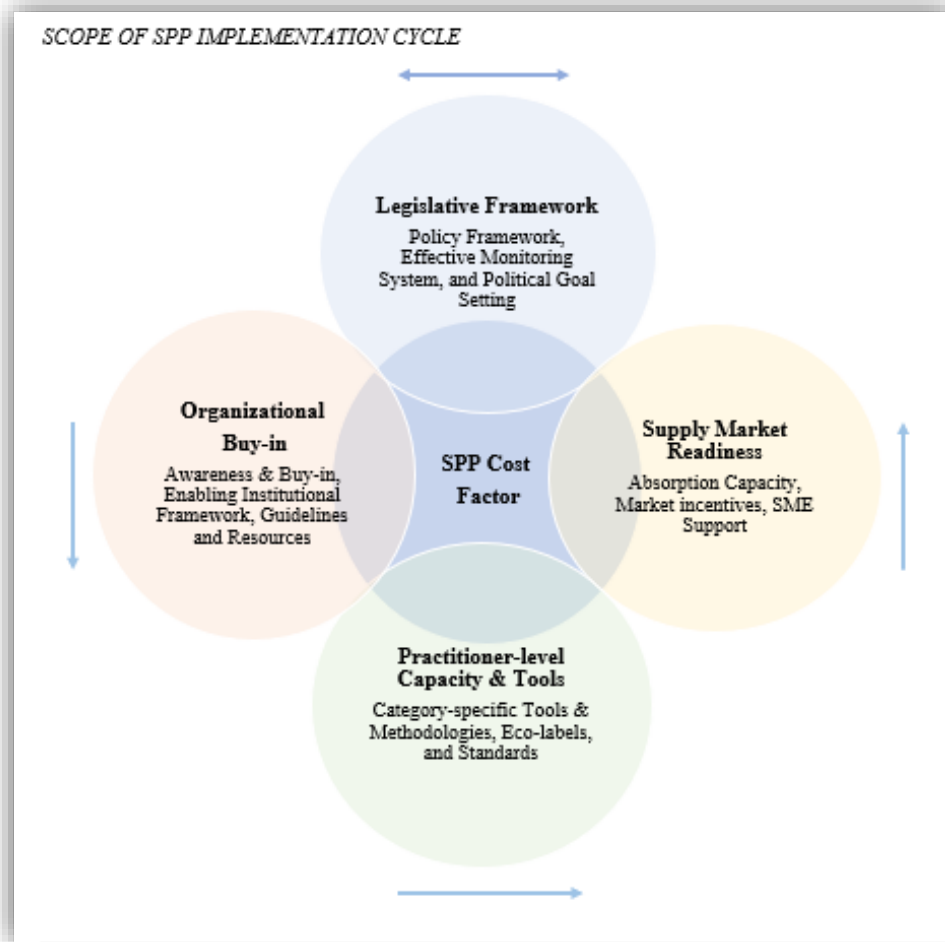 SCOPE OF SPP IMPLEMENTATION CYCLE
Legislative Framework
Policy Framework,
Effective Monitoring
System, and Political Goal
Setting
Organizational
Buy-in
Awareness & Buy-in,
Enabling Institutional
Framework, Guidelines
and Resources
SPP Cost
Factor
Supply Market
Readiness
Absorption Capacity,
Market incentives, SME
Support
Practitioner-level
Capacity & Tools
Category-specific Tools &
Methodologies, Eco-labels,
and Standards